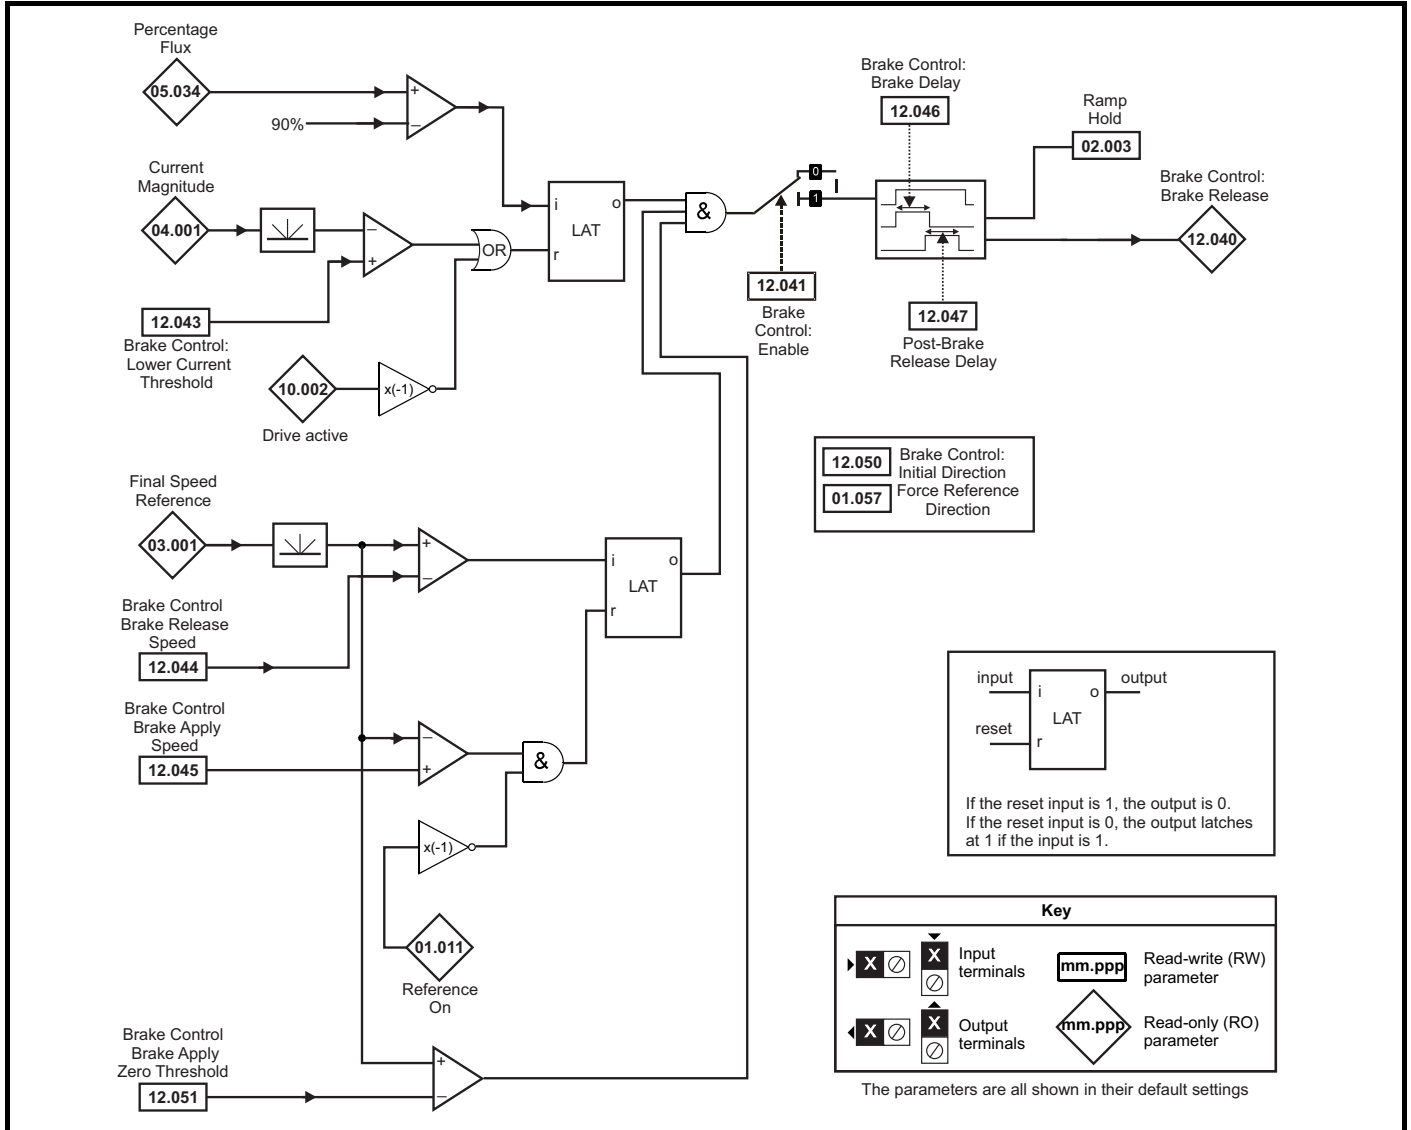 Percentage
Flux
05.034
+
90%
–
Current
Magnitude
04.001
–
+
OR
12.043
Brake Control:
Lower Current
Threshold
10.002
x(-1)
Drive active
i
o
LAT
r
&
0
1
12.041
Brake
Control:
Enable
Brake Control:
Brake Delay
12.046
12.047
Post-Brake
Release Delay
Ramp
Hold
02.003
Brake Control:
Brake Release
12.040
12.050
Brake Control:
Initial Direction
01.057
Force Reference
Direction
Final Speed
Reference
03.001
+
–
Brake Control
Brake Release
Speed
12.044
i
o
LAT
r
Brake Control
Brake Apply
Speed
12.045
–
+
&
x(-1)
01.011
Reference
On
Brake Control
Brake Apply
Zero Threshold
12.051
+
–
input
i
o
output
LAT
reset
r
If the reset input is 1, the output is 0.
If the reset input is 0, the output latches
at 1 if the input is 1.
Key
X
X
Input
terminals
mm.ppp
Read-write (RW)
parameter
X
X
Output
terminals
mm.ppp
Read-only (RO)
parameter
The parameters are all shown in their default settings